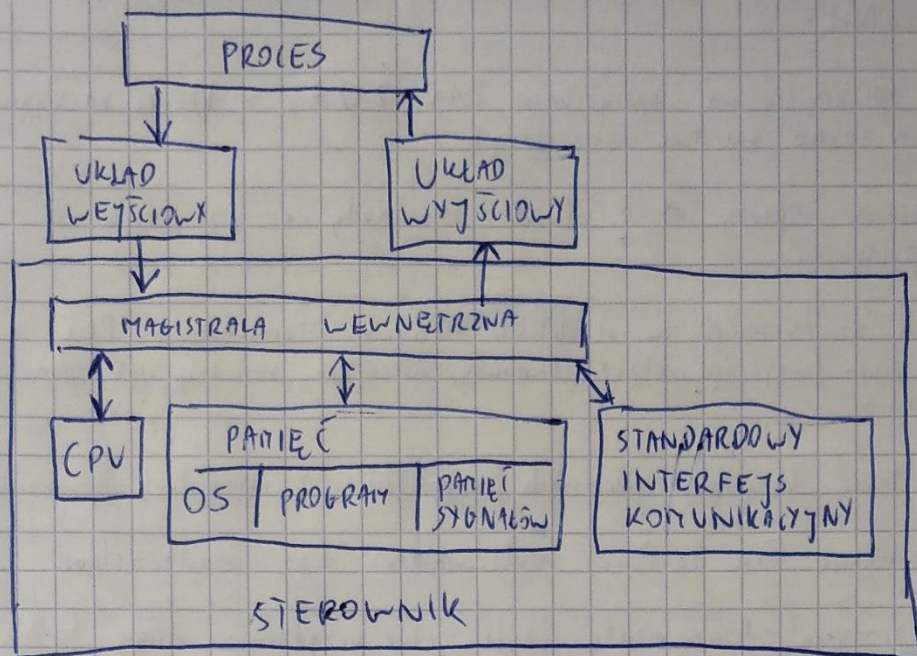 PROCES
UKŁAD
WEJŚCIOWY
UKŁAD
WYJŚCIOWY
MAGISTRALA WEWNĘTRZNA
CPU
PAMIĘĆ
OS PROGRAM PAMIĘĆ
SYGNAŁÓW
STANDARDOWY
INTERFEJS
KOMUNIKACYJNY
STEROWNIK